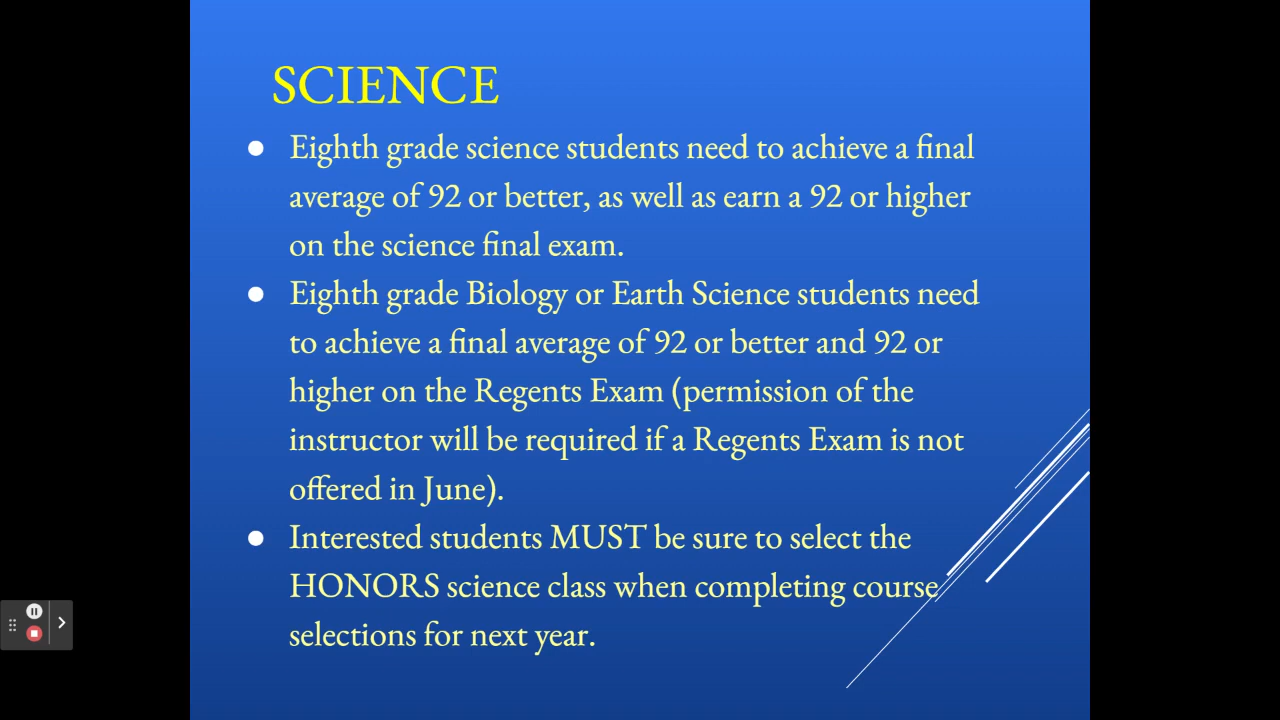 SCIENCE
● Eighth grade science students need to achieve a final
average of 92 or better, as well as earn a 92 or higher
on the science final exam.
● Eighth grade Biology or Earth Science students need
to achieve a final average of 92 or better and 92 or
higher on the Regents Exam (permission of the
instructor will be required if a Regents Exam is not
offered in June).
● Interested students MUST be sure to select the
HONORS science class when completing course
selections for next year.